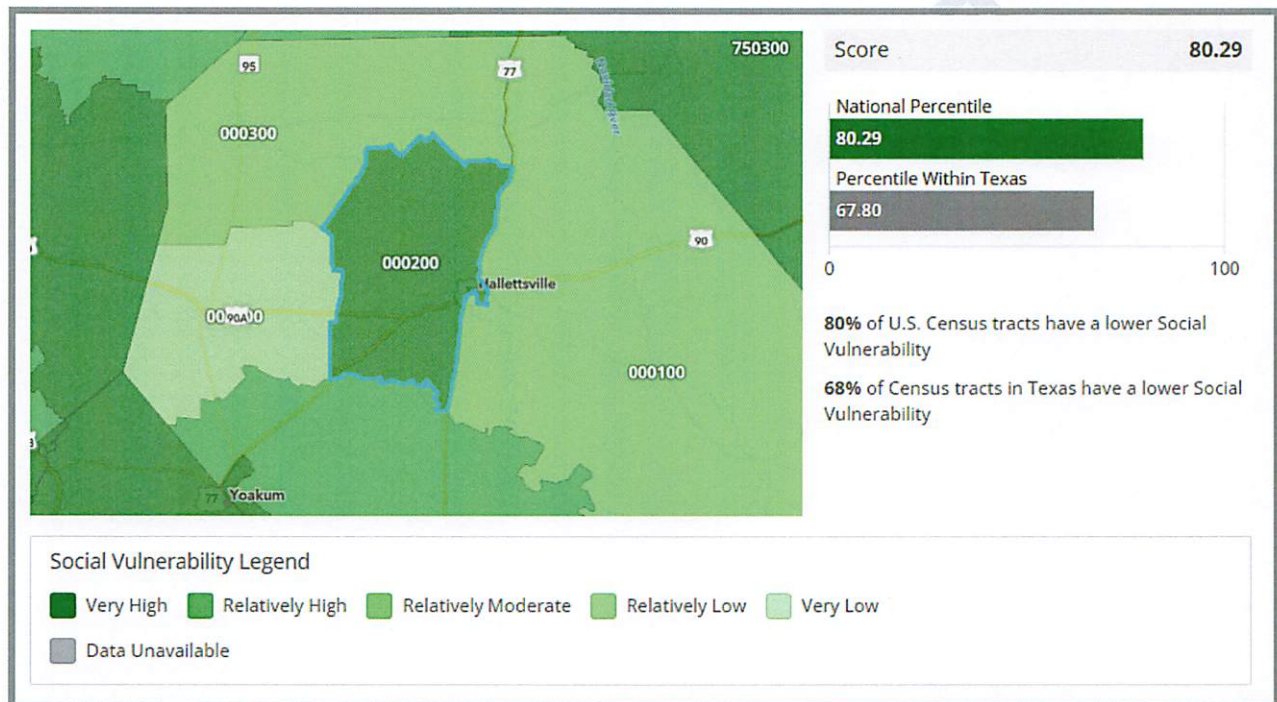 750300
95
77
000300
000200
Hallettsville
90
90A
000100
77
Yoakum
Score 80.29
National Percentile
80.29
Percentile Within Texas
67.80
0 100
80% of U.S. Census tracts have a lower Social
Vulnerability
68% of Census tracts in Texas have a lower Social
Vulnerability
Social Vulnerability Legend
Very High Relatively High Relatively Moderate Relatively Low Very Low
Data Unavailable